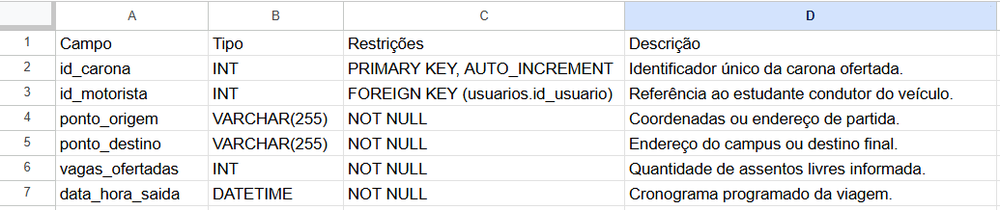 A B C D
1 Campo Tipo Restrições Descrição
2 id_carona INT PRIMARY KEY, AUTO_INCREMENT Identificador único da carona ofertada.
3 id_motorista INT FOREIGN KEY (usuarios.id_usuario) Referência ao estudante condutor do veículo.
4 ponto_origem VARCHAR(255) NOT NULL Coordenadas ou endereço de partida.
5 ponto_destino VARCHAR(255) NOT NULL Endereço do campus ou destino final.
6 vagas_ofertadas INT NOT NULL Quantidade de assentos livres informada.
7 data_hora_saida DATETIME NOT NULL Cronograma programado da viagem.